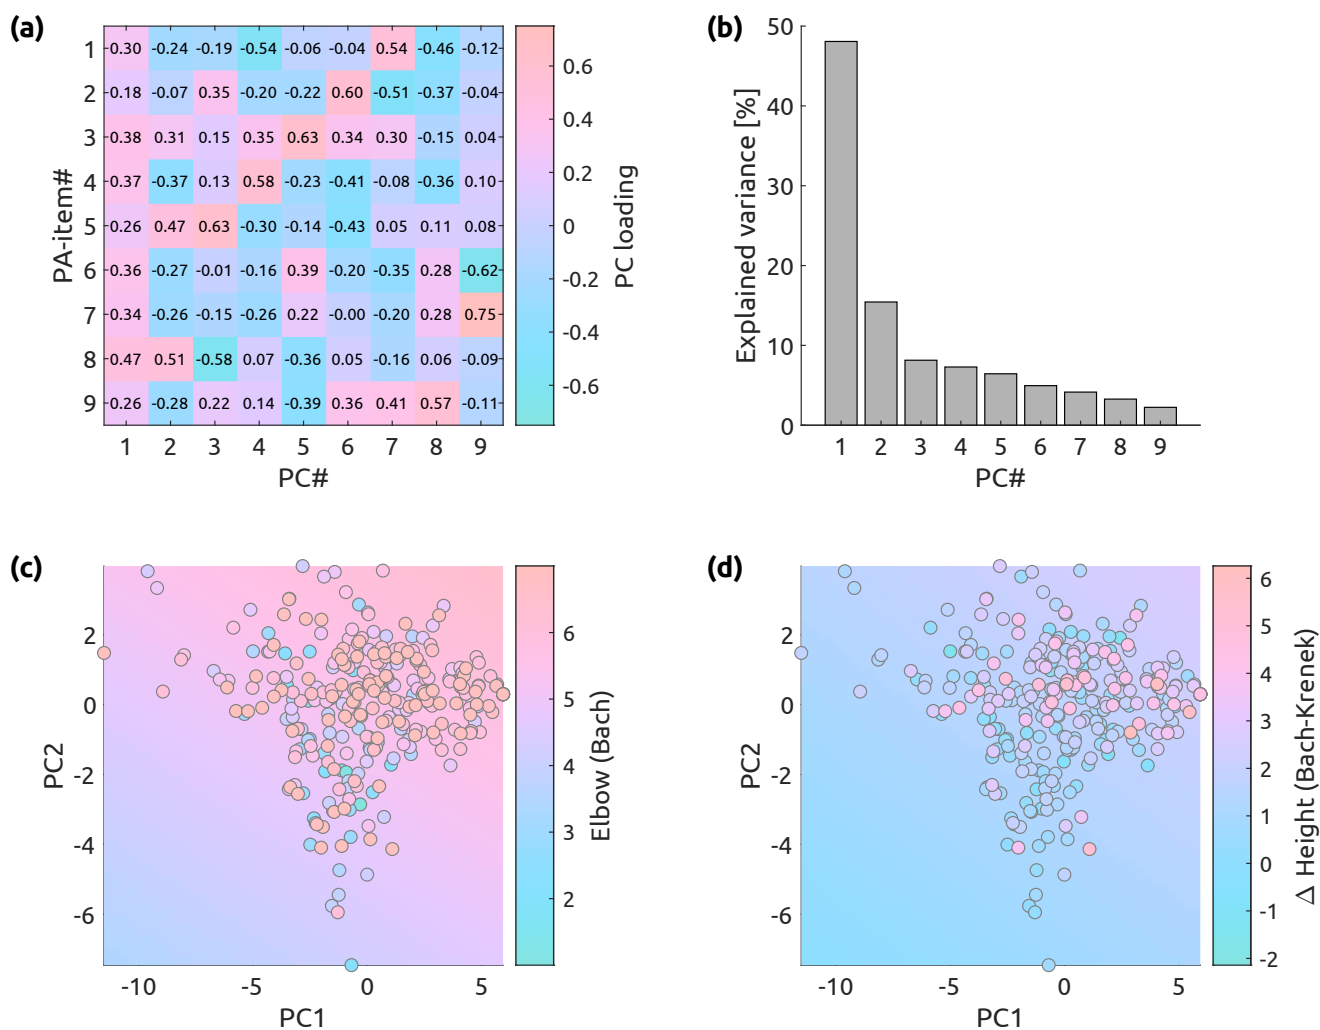 (a)
1 0.30 -0.24 -0.19 -0.54 -0.06 -0.04 0.54 -0.46 -0.12
2 0.18 -0.07 0.35 -0.20 -0.22 0.60 -0.51 -0.37 -0.04
3 0.38 0.31 0.15 0.35 0.63 0.34 0.30 -0.15 0.04
4 0.37 -0.37 0.13 0.58 -0.23 -0.41 -0.08 -0.36 0.10
5 0.26 0.47 0.63 -0.30 -0.14 -0.43 0.05 0.11 0.08
6 0.36 -0.27 -0.01 -0.16 0.39 -0.20 -0.35 0.28 -0.62
7 0.34 -0.26 -0.15 -0.26 0.22 -0.00 -0.20 0.28 0.75
8 0.47 0.51 -0.58 0.07 -0.36 0.05 -0.16 0.06 -0.09
9 0.26 -0.28 0.22 0.14 -0.39 0.36 0.41 0.57 -0.11
1 2 3 4 5 6 7 8 9
PC#
PA-item#
0.6
0.4
0.2
0
-0.2
-0.4
-0.6
PC loading
(b)
50
40
30
20
10
0
Explained variance [%]
1 2 3 4 5 6 7 8 9
PC#
(c)
2
0
-2
-4
-6
PC2
-10 -5 0 5
PC1
6
5
4
3
2
Elbow (Bach)
(d)
2
0
-2
-4
-6
PC2
-10 -5 0 5
PC1
6
5
4
3
2
1
0
-1
-2
Δ Height (Bach-Krenek)